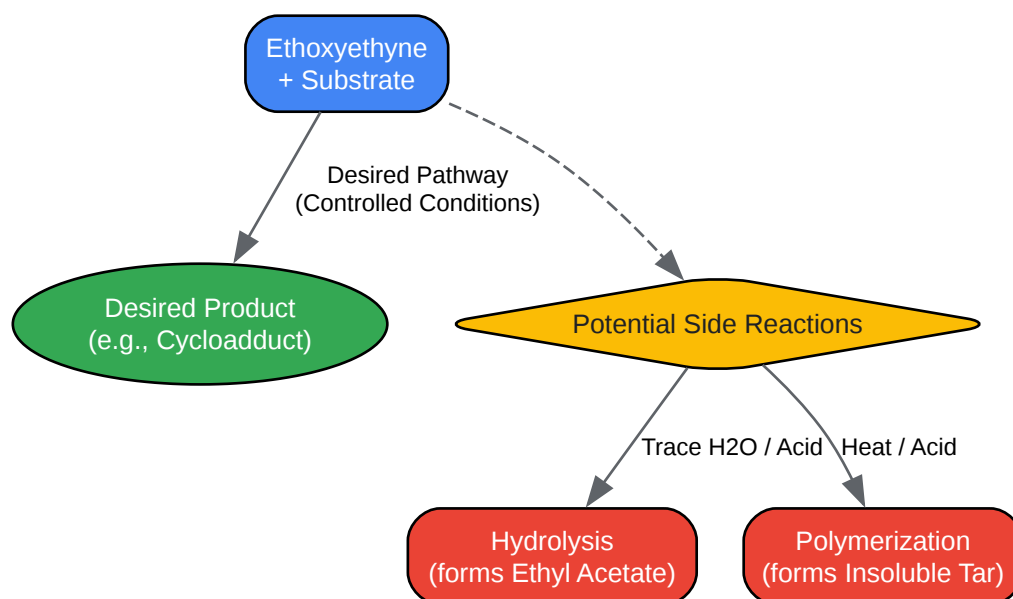 Ethoxyethyne
+ Substrate
Desired Pathway
(Controlled Conditions)
Desired Product
(e.g., Cycloadduct)
Potential Side Reactions
Trace H2O / Acid
Heat / Acid
Hydrolysis
(forms Ethyl Acetate)
Polymerization
(forms Insoluble Tar)